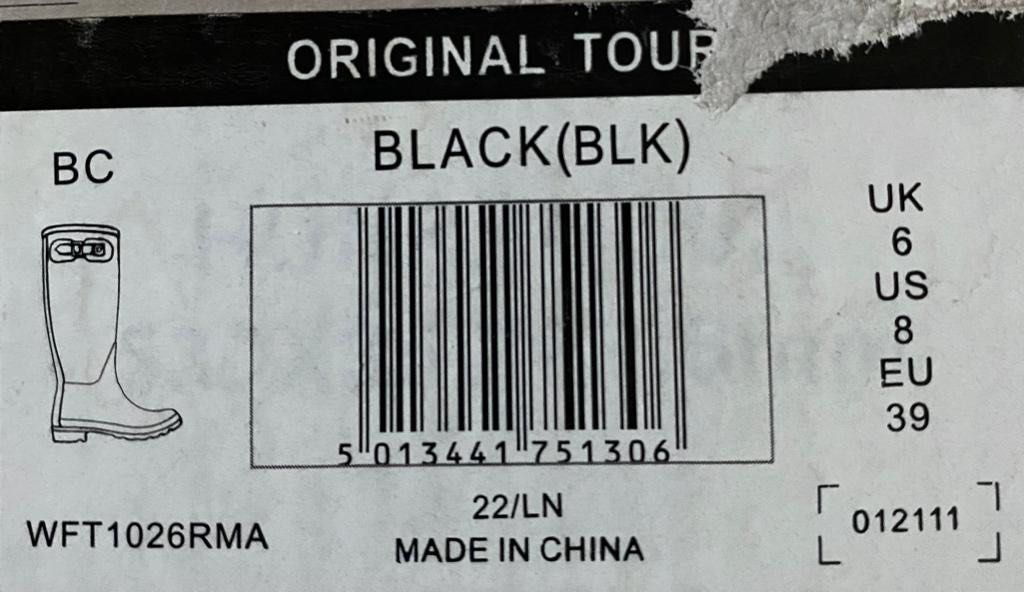 ORIGINAL TOUR
BLACK(BLK)
BC
UK
6
US
8
EU
39
5 013441 751306
22/LN
WFT1026RMA
MADE IN CHINA
012111